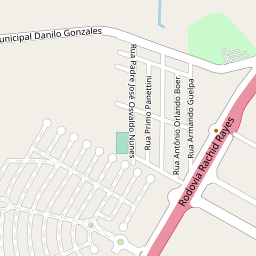 unicipal Danilo Gonzales
Rua Padre José Osvaldo Nunes
Rua Primo Panettini
Rua Antônio Orlando Boer
Rua Armando Guelpa
Rodovia Rachid Rayes